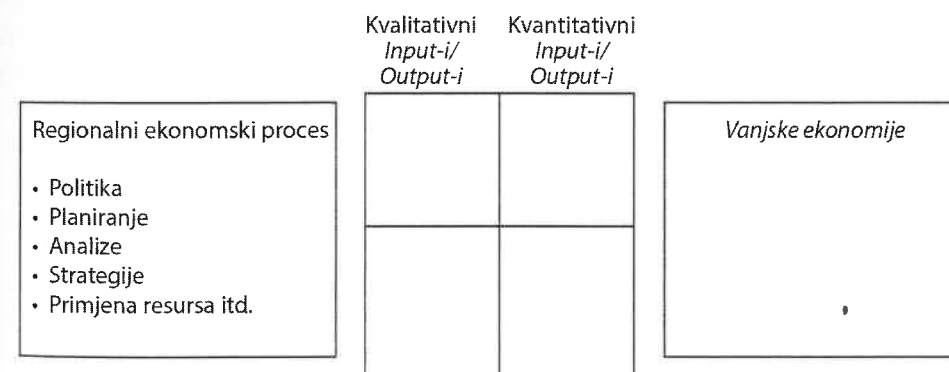 Kvalitativni Kvantitativni
Input-i/ Input-i/
Output-i Output-i
Regionalni ekonomski proces
• Politika
• Planiranje
• Analize
• Strategije
• Primjena resursa itd.
Vanjske ekonomije